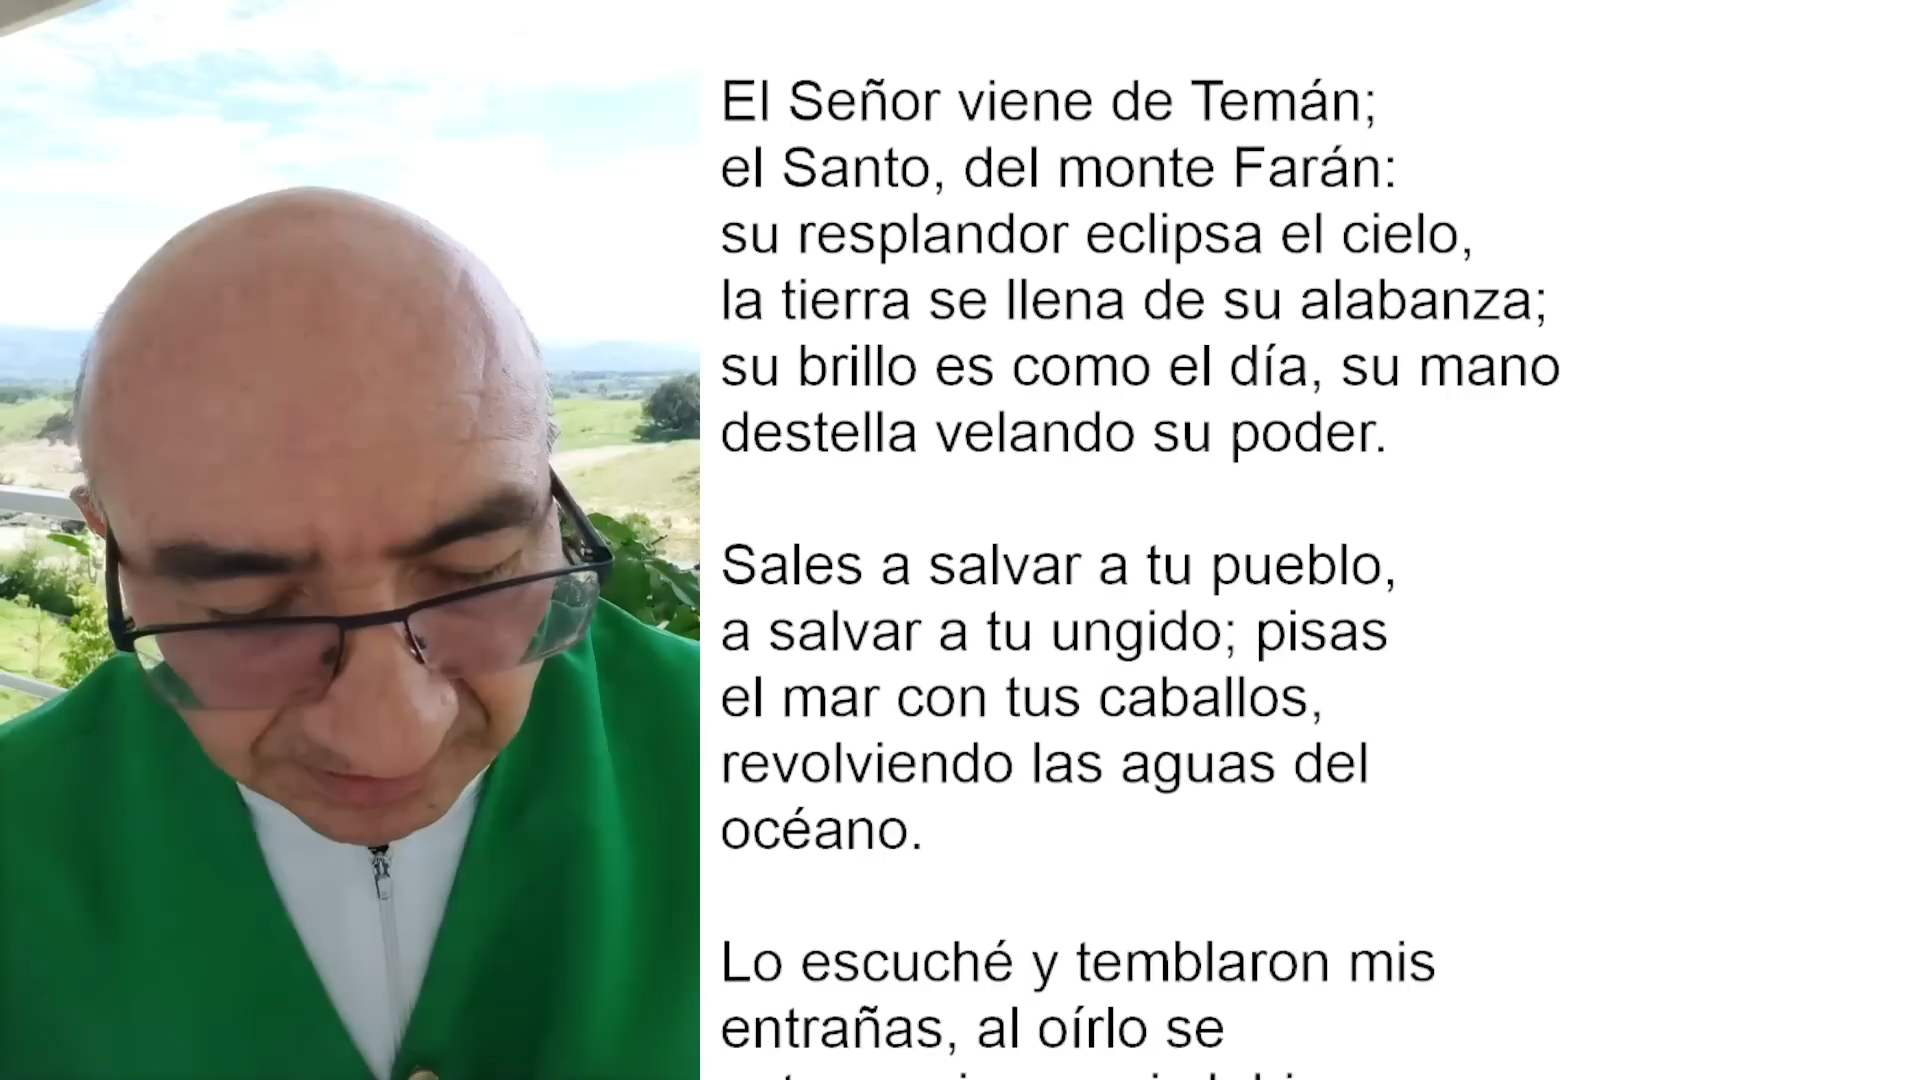 El Señor viene de Temán;
el Santo, del monte Farán:
su resplandor eclipsa el cielo,
la tierra se llena de su alabanza;
su brillo es como el día, su mano
destella velando su poder.
Sales a salvar a tu pueblo,
a salvar a tu ungido; pisas
el mar con tus caballos,
revolviendo las aguas del
océano.
Lo escuché y temblaron mis
entrañas, al oírlo se